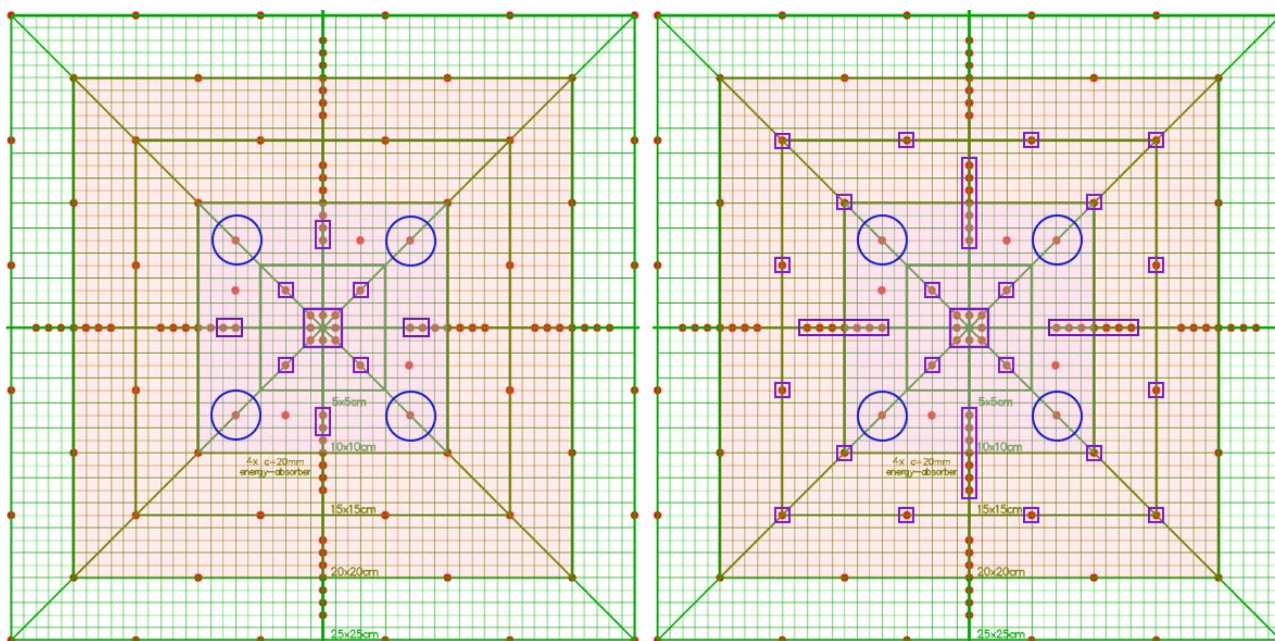 5x5cm
10x10cm
4x d=20mm
energy-absorber
15x15cm
20x20cm
25x25cm
5x5cm
10x10cm
4x d=20mm
energy-absorber
15x15cm
20x20cm
25x25cm